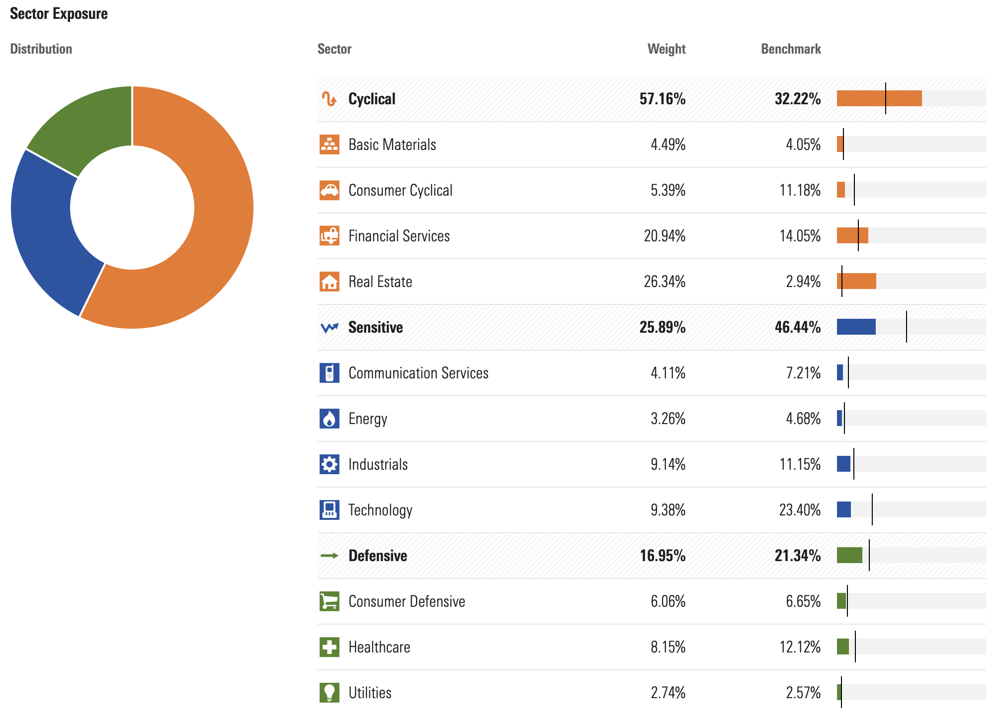 Sector Exposure
Distribution
Sector Weight Benchmark
Cyclical 57.16% 32.22%
Basic Materials 4.49% 4.05%
Consumer Cyclical 5.39% 11.18%
Financial Services 20.94% 14.05%
Real Estate 26.34% 2.94%
Sensitive 25.89% 46.44%
Communication Services 4.11% 7.21%
Energy 3.26% 4.68%
Industrials 9.14% 11.15%
Technology 9.38% 23.40%
Defensive 16.95% 21.34%
Consumer Defensive 6.06% 6.65%
Healthcare 8.15% 12.12%
Utilities 2.74% 2.57%